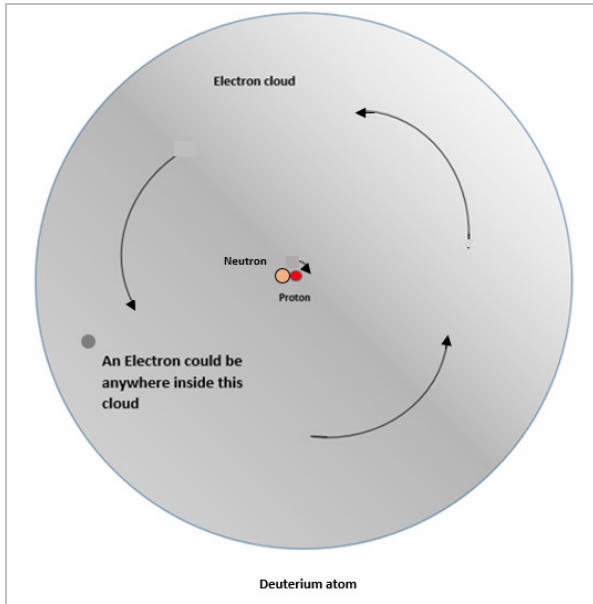 Electron cloud
Neutron
Proton
An Electron could be
anywhere inside this
cloud
Deuterium atom